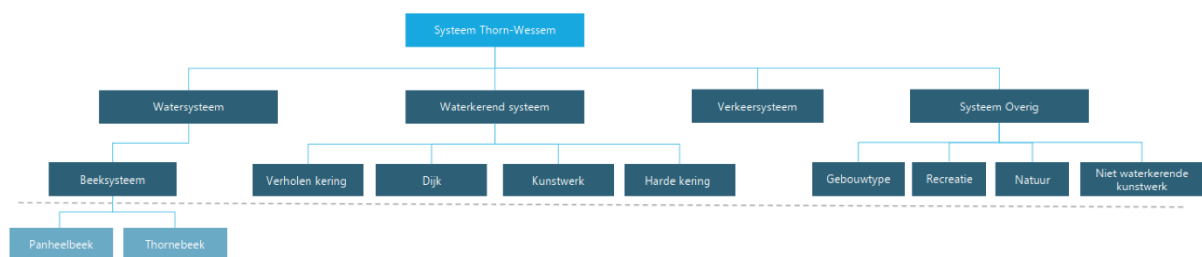 Systeem Thorn-Wessem
Watersysteem
Waterkerend systeem
Verkeersysteem
Systeem Overig
Beeksysteem
Verholen kering
Dijk
Kunstwerk
Harde kering
Gebouwtype
Recreatie
Natuur
Niet waterkerende
kunstwerk
Panheelbeek
Thornebeek